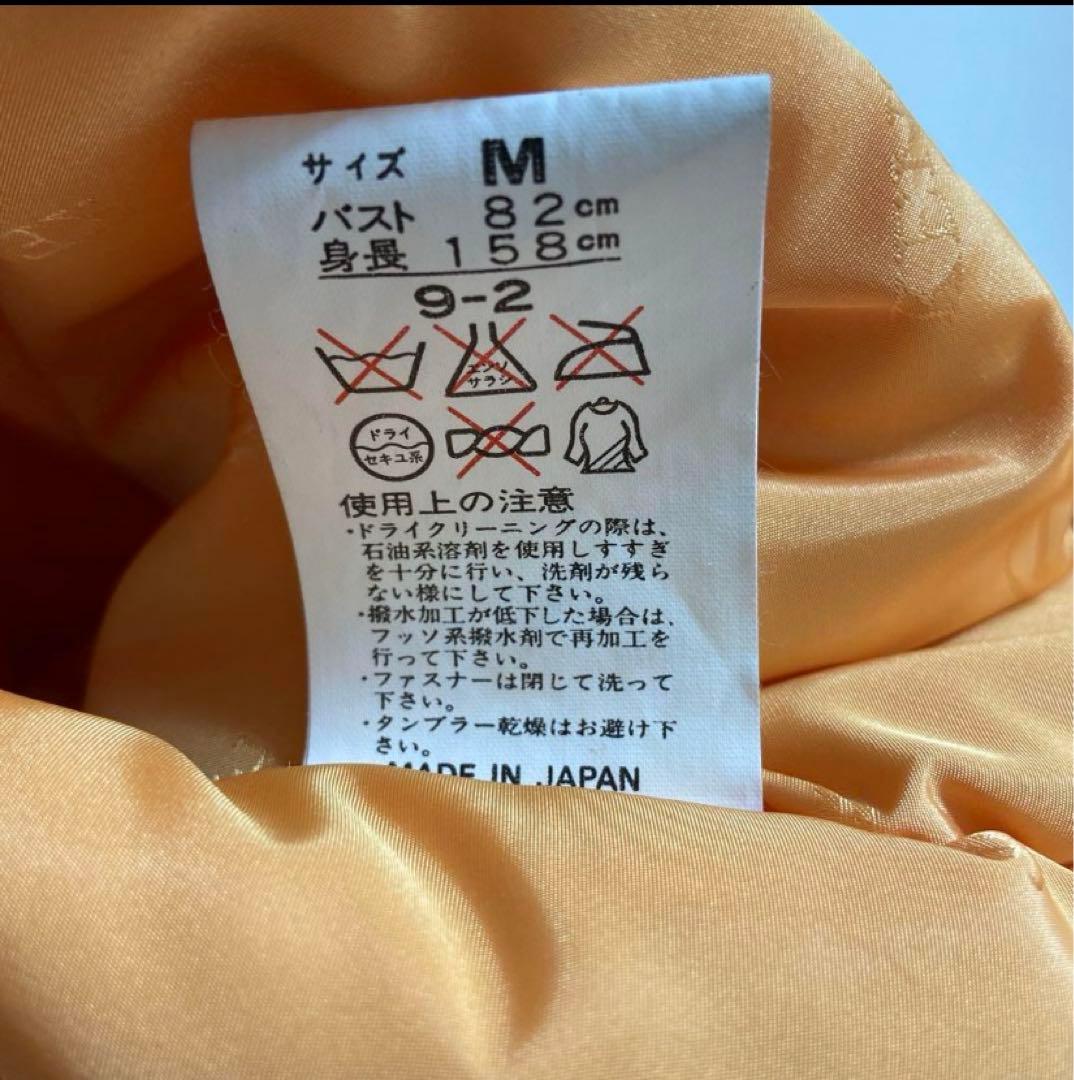 サイズ M
バスト 82cm
身長 158cm
9-2
エンソ
サラシ
ドライ
セキユ系
使用上の注意
・ドライクリーニングの際は、
石油系溶剤を使用しすすぎ
を十分に行い、洗剤が残ら
ない様にして下さい。
・撥水加工が低下した場合は、
フッソ系撥水剤で再加工を
行って下さい。
・ファスナーは閉じて洗って
下さい。
・タンブラー乾燥はお避け下
さい。
MADE IN JAPAN